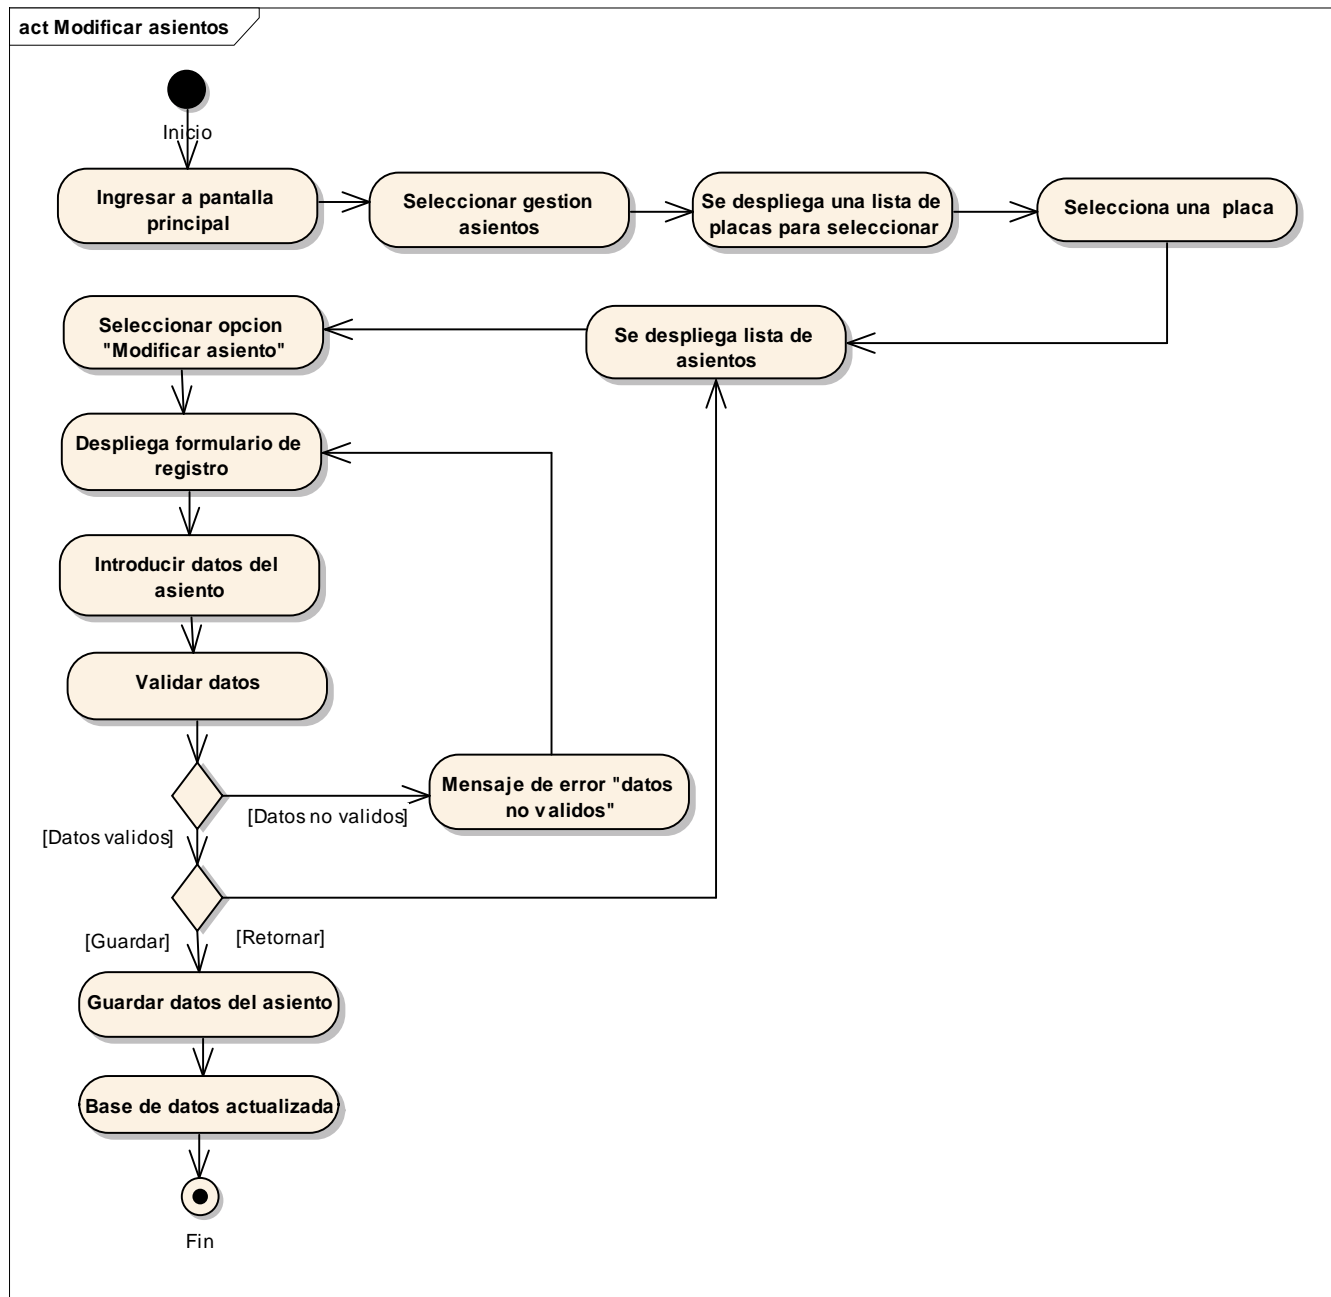 act Modificar asientos
Inicio
Ingresar a pantalla
principal
Seleccionar gestion
asientos
Se despliega una lista de
placas para seleccionar
Selecciona una  placa
Se despliega lista de
asientos
Seleccionar opcion
"Modificar asiento"
Despliega formulario de
registro
Introducir datos del
asiento
Validar datos
Mensaje de error "datos
no validos"
[Datos no validos]
[Datos validos]
[Guardar]
[Retornar]
Guardar datos del asiento
Base de datos actualizada
Fin